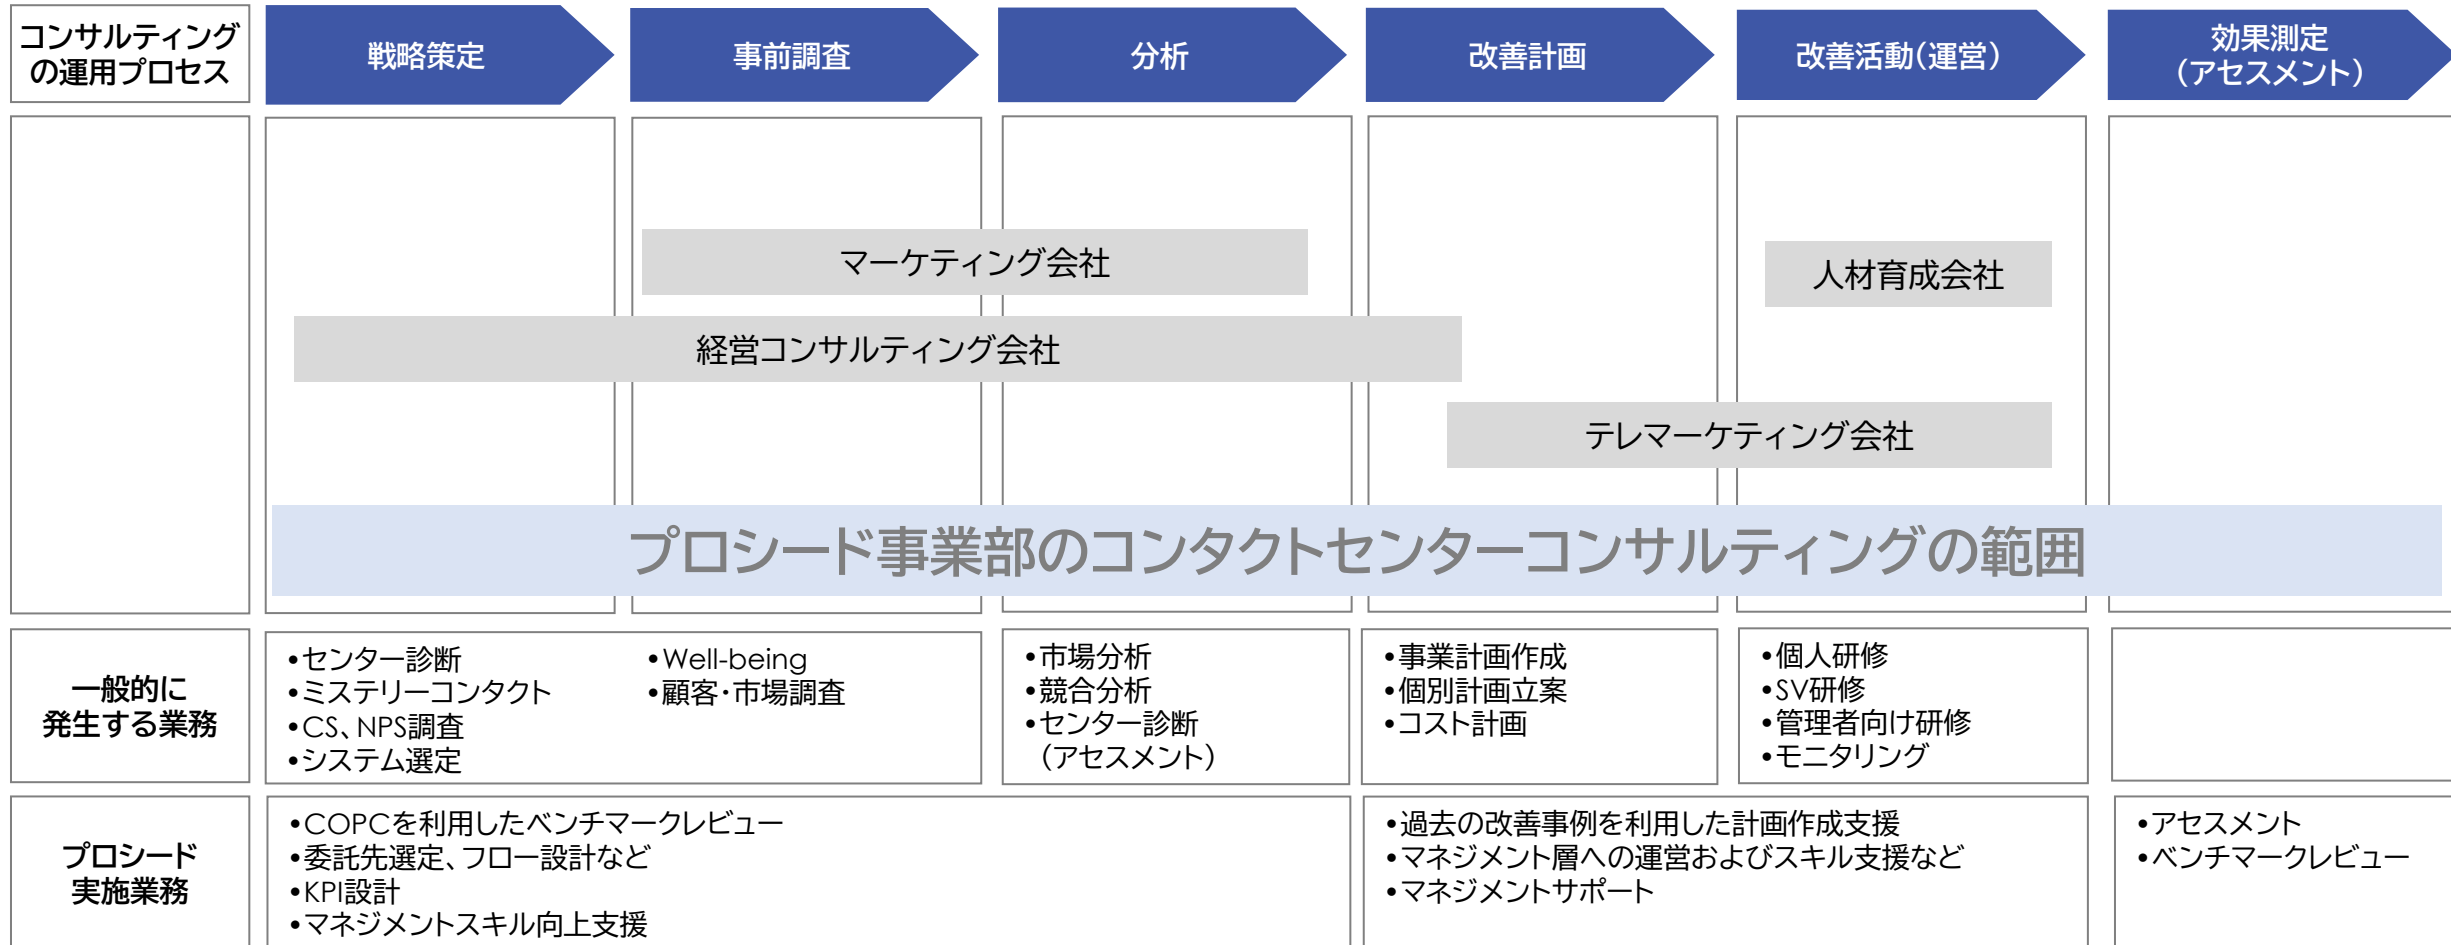 コンサルティング
の運用プロセス
戦略策定
事前調査
分析
改善計画
改善活動(運営)
効果測定
(アセスメント)
マーケティング会社
人材育成会社
経営コンサルティング会社
テレマーケティング会社
プロシード事業部のコンタクトセンターコンサルティングの範囲
一般的に
発生する業務
•センター診断
•ミステリーコンタクト
•CS、NPS調査
•システム選定
•Well-being
•顧客・市場調査
•市場分析
•競合分析
•センター診断
(アセスメント)
•事業計画作成
•個別計画立案
•コスト計画
•個人研修
•SV研修
•管理者向け研修
•モニタリング
プロシード
実施業務
•COPCを利用したベンチマークレビュー
•委託先選定、フロー設計など
•KPI設計
•マネジメントスキル向上支援
•過去の改善事例を利用した計画作成支援
•マネジメント層への運営およびスキル支援など
•マネジメントサポート
•アセスメント
•ベンチマークレビュー